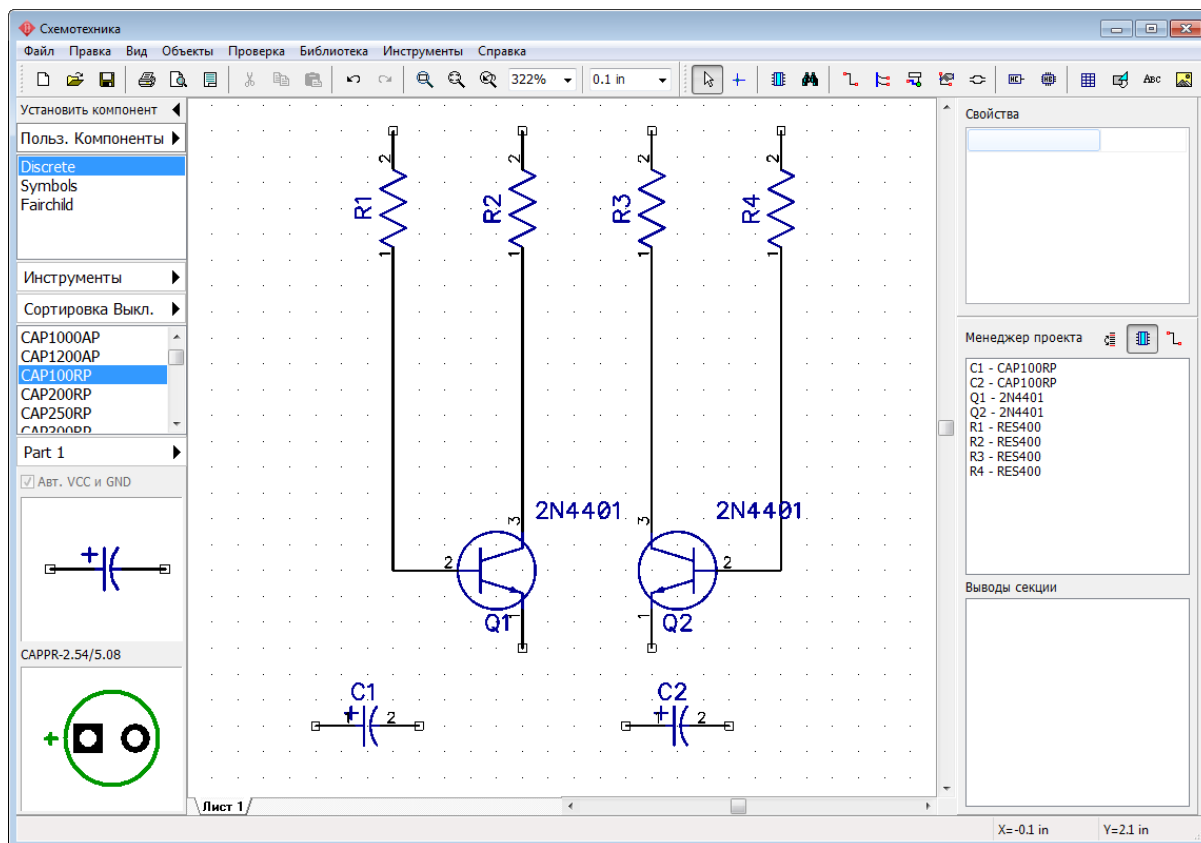 Схемотехника
Файл Правка Вид Объекты Проверка Библиотека Инструменты Справка
322% 0.1 in ABC
Установить компонент
Польз. Компоненты
Discrete
Symbols
Fairchild
Инструменты
Сортировка Выкл.
CAP1000AP
CAP1200AP
CAP100RP
CAP200RP
CAP250RP
CAP300RP
Part 1
Авт. VCC и GND
+
CAPPR-2.54/5.08
+
2 2 2 2
R1 R2 R3 R4
1 1 1 1
2N4401 2N4401
3 3
2 2
1 1
Q1 Q2
C1 C2
+ 2 + 2
Лист 1
Свойства
Менеджер проекта
C1 - CAP100RP
C2 - CAP100RP
Q1 - 2N4401
Q2 - 2N4401
R1 - RES400
R2 - RES400
R3 - RES400
R4 - RES400
Выводы секции
X=-0.1 in Y=2.1 in